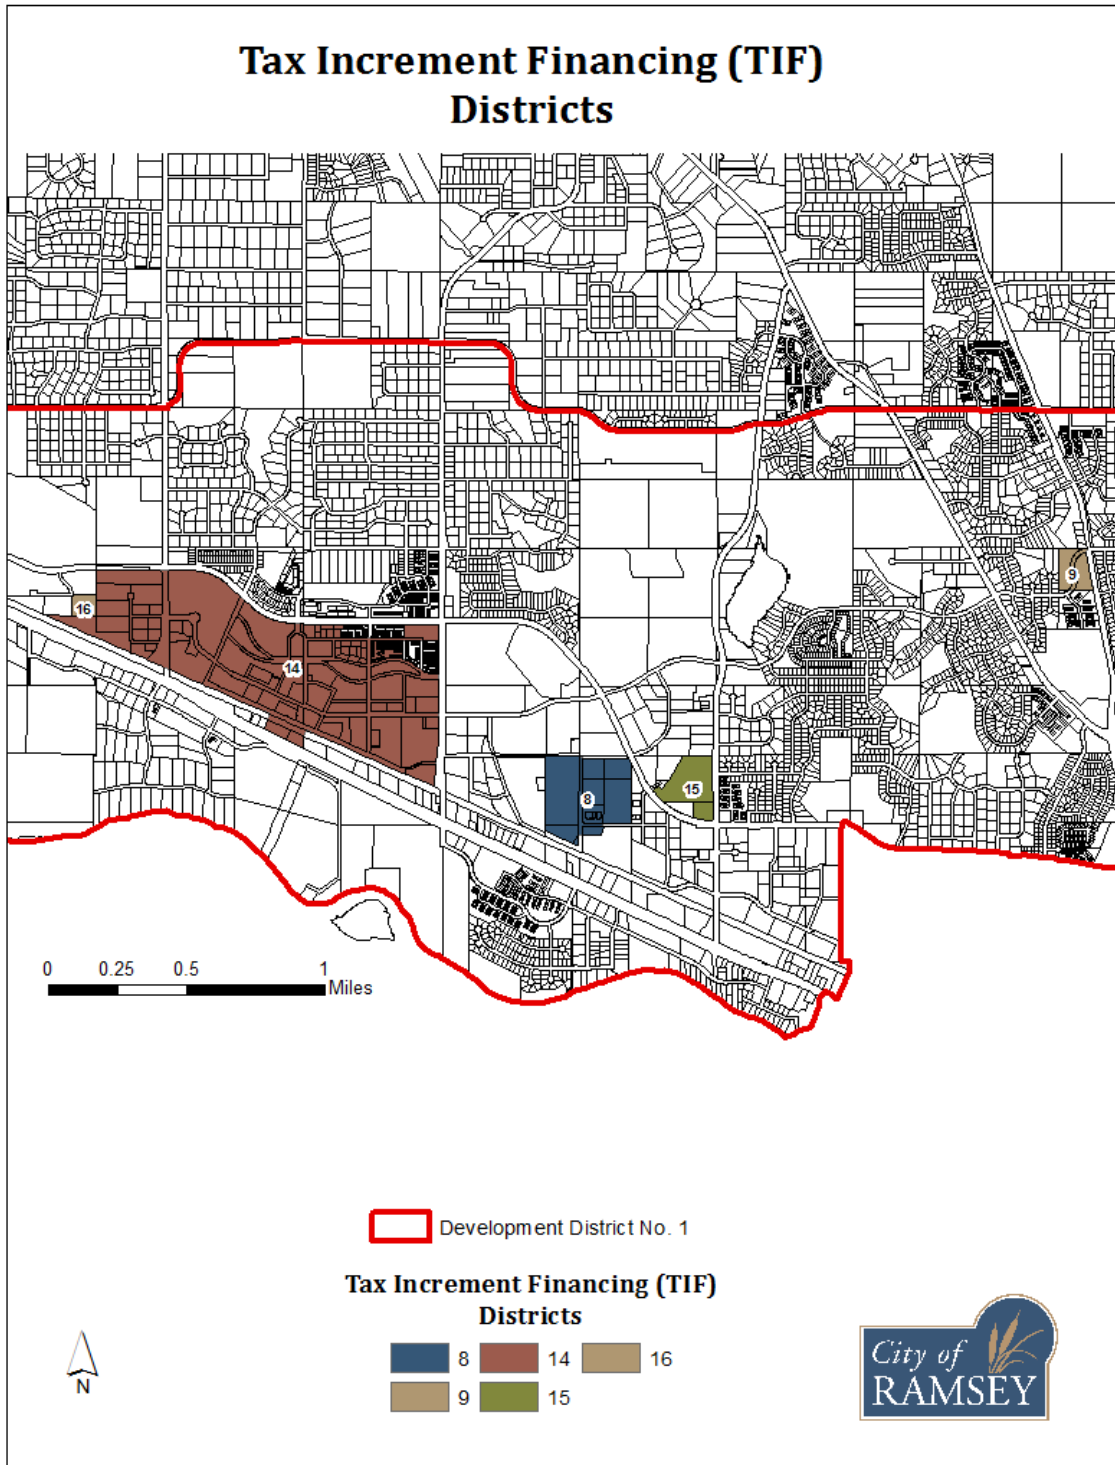 Tax Increment Financing (TIF)
Districts
9
16
14
8
15
0 0.25 0.5 1
Miles
Development District No. 1
Tax Increment Financing (TIF)
Districts
8 14 16
9 15
N
City of
RAMSEY